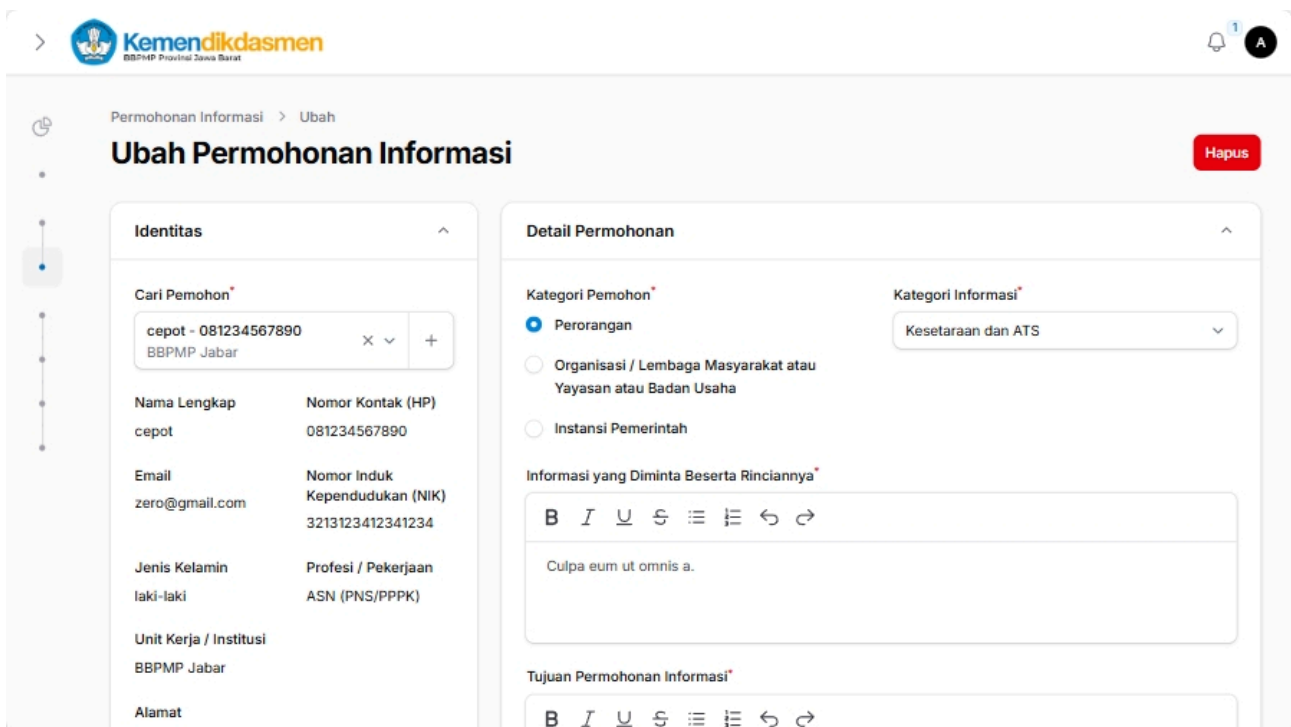 Kemendikdasmen
BBPMP Provinsi Jawa Barat
1
A
Permohonan Informasi > Ubah
Ubah Permohonan Informasi
Hapus
Identitas
Cari Pemohon*
cepot - 081234567890
BBPMP Jabar
Nama Lengkap
cepot
Nomor Kontak (HP)
081234567890
Email
zero@gmail.com
Nomor Induk
Kependudukan (NIK)
3213123412341234
Jenis Kelamin
laki-laki
Profesi / Pekerjaan
ASN (PNS/PPPK)
Unit Kerja / Institusi
BBPMP Jabar
Alamat
Detail Permohonan
Kategori Pemohon*
Perorangan
Organisasi / Lembaga Masyarakat atau
Yayasan atau Badan Usaha
Instansi Pemerintah
Kategori Informasi*
Kesetaraan dan ATS
Informasi yang Diminta Beserta Rinciannya*
B I U S
Culpa eum ut omnis a.
Tujuan Permohonan Informasi*
B I U S